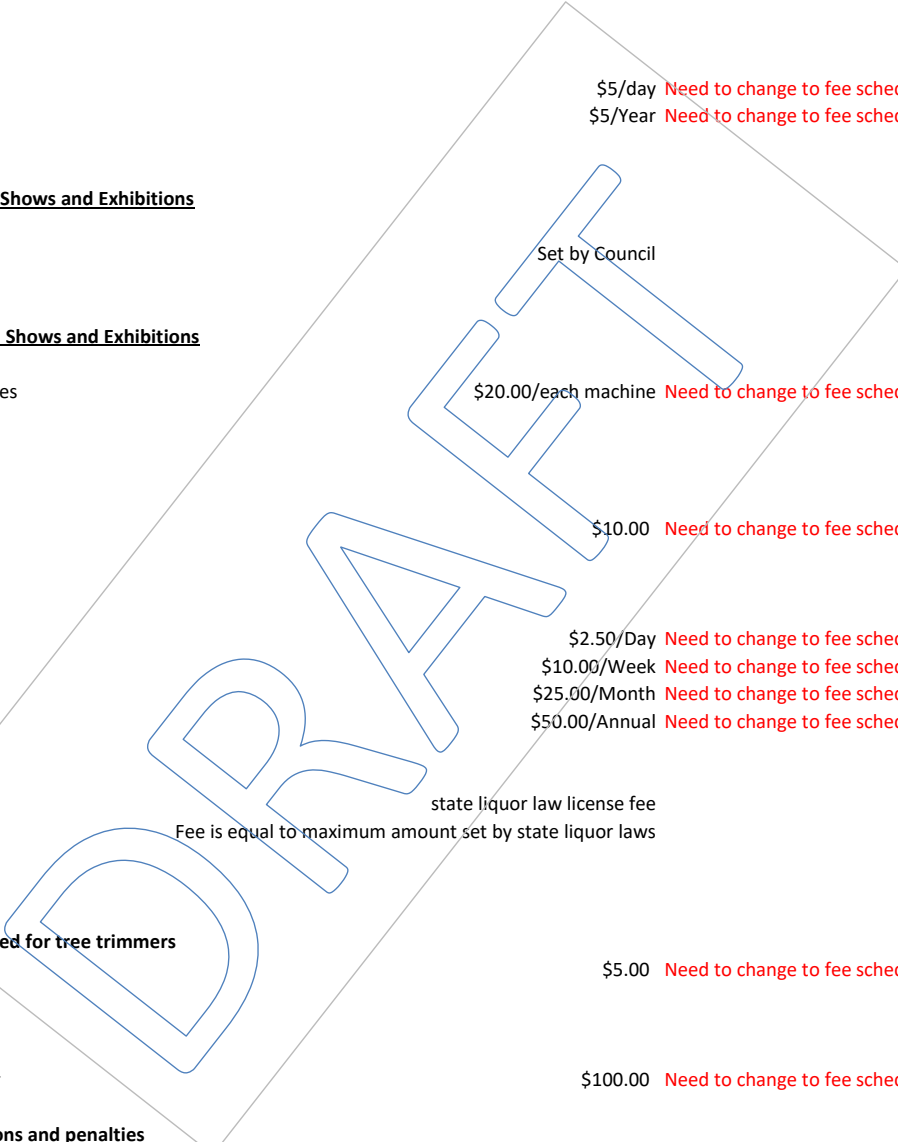 $5/day Need to change to fee sched
$5/Year Need to change to fee sched
Shows and Exhibitions
Set by Council
Shows and Exhibitions
es $20.00/each machine Need to change to fee sched
$10.00 Need to change to fee sched
$2.50/Day Need to change to fee sched
$10.00/Week Need to change to fee sched
$25.00/Month Need to change to fee sched
$50.00/Annual Need to change to fee sched
state liquor law license fee
Fee is equal to maximum amount set by state liquor laws
ed for tree trimmers
$5.00 Need to change to fee sched
$100.00 Need to change to fee sched
ons and penalties
DRAFT